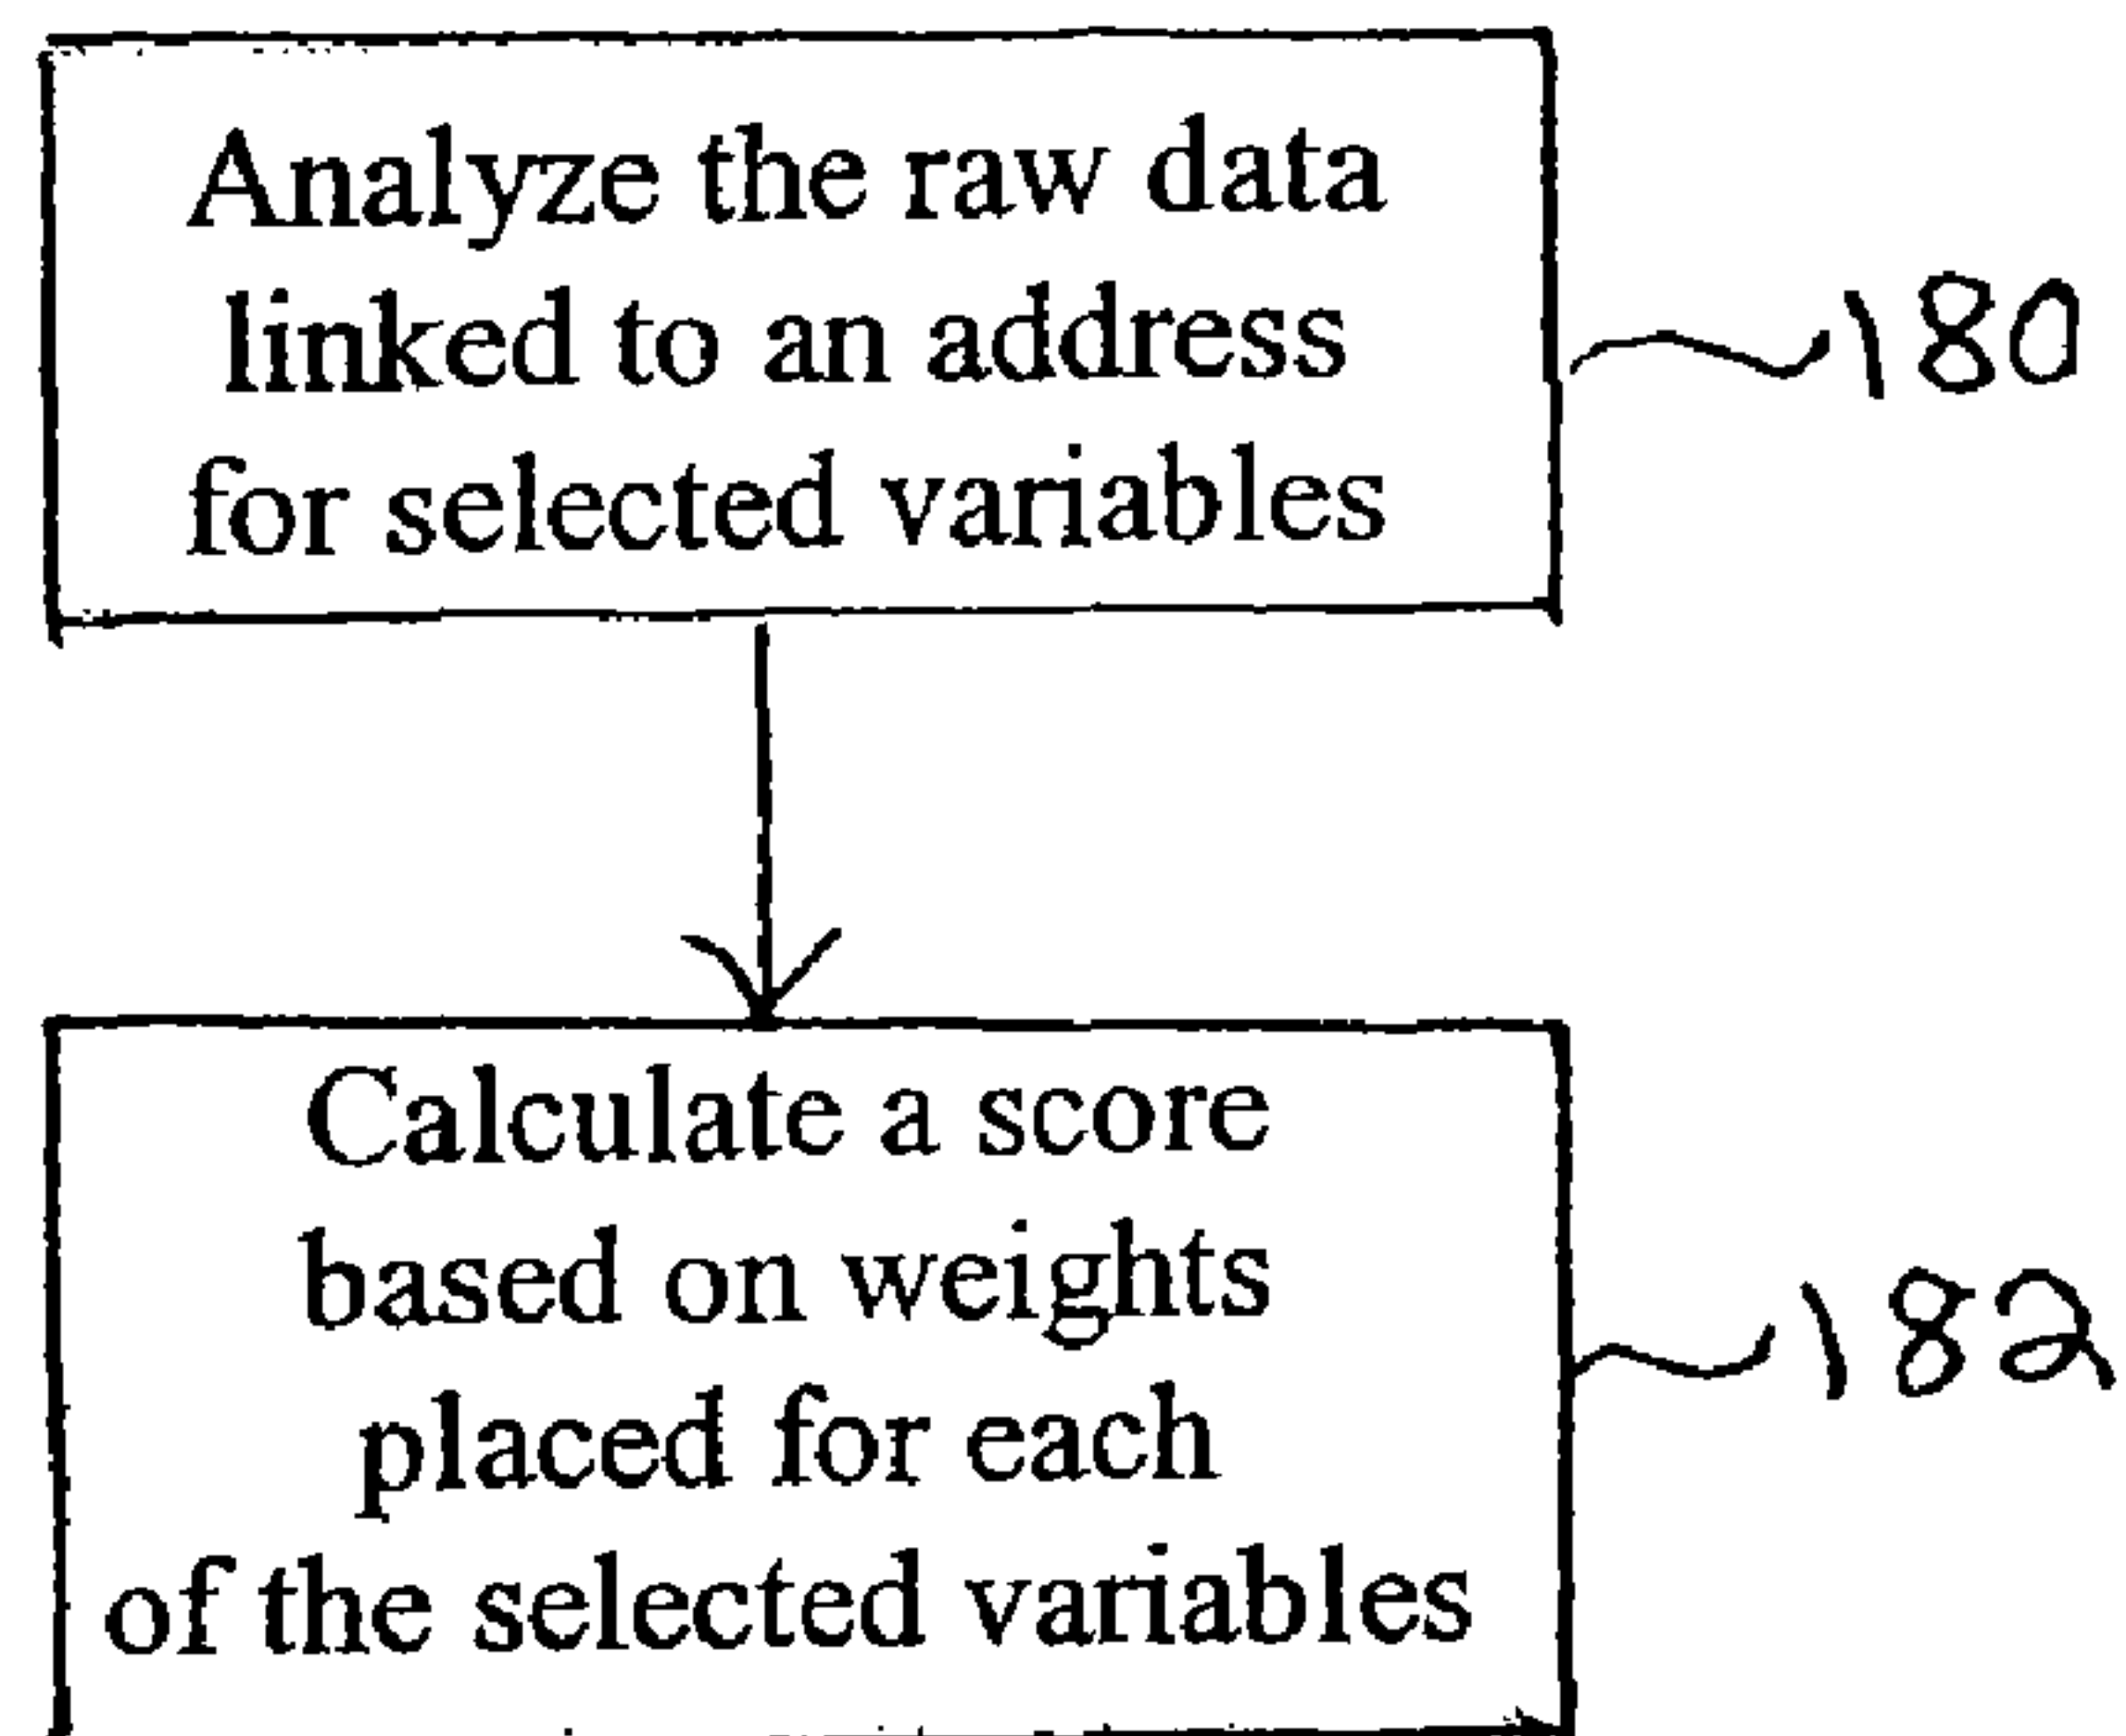 Analyze the raw data
linked to an address
for selected variables
180
Calculate a score
based on weights
placed for each
of the selected variables
182